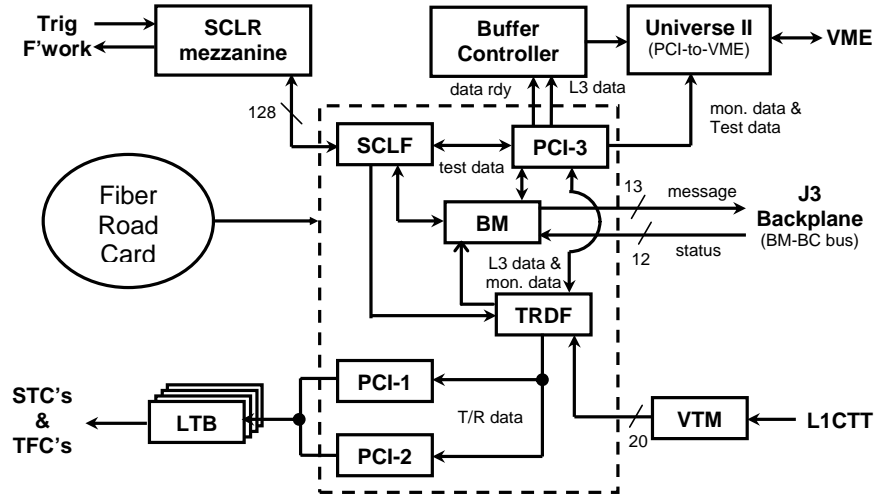 Trig
F'work
SCLR
mezzanine
Buffer
Controller
Universe II
(PCI-to-VME)
VME
data rdy
L3 data
mon. data &
Test data
128
SCLF
test data
PCI-3
Fiber
Road
Card
BM
13
message
J3
Backplane
(BM-BC bus)
12
status
L3 data &
mon. data
TRDF
PCI-1
STC's
&
TFC's
LTB
T/R data
PCI-2
20
VTM
L1CTT